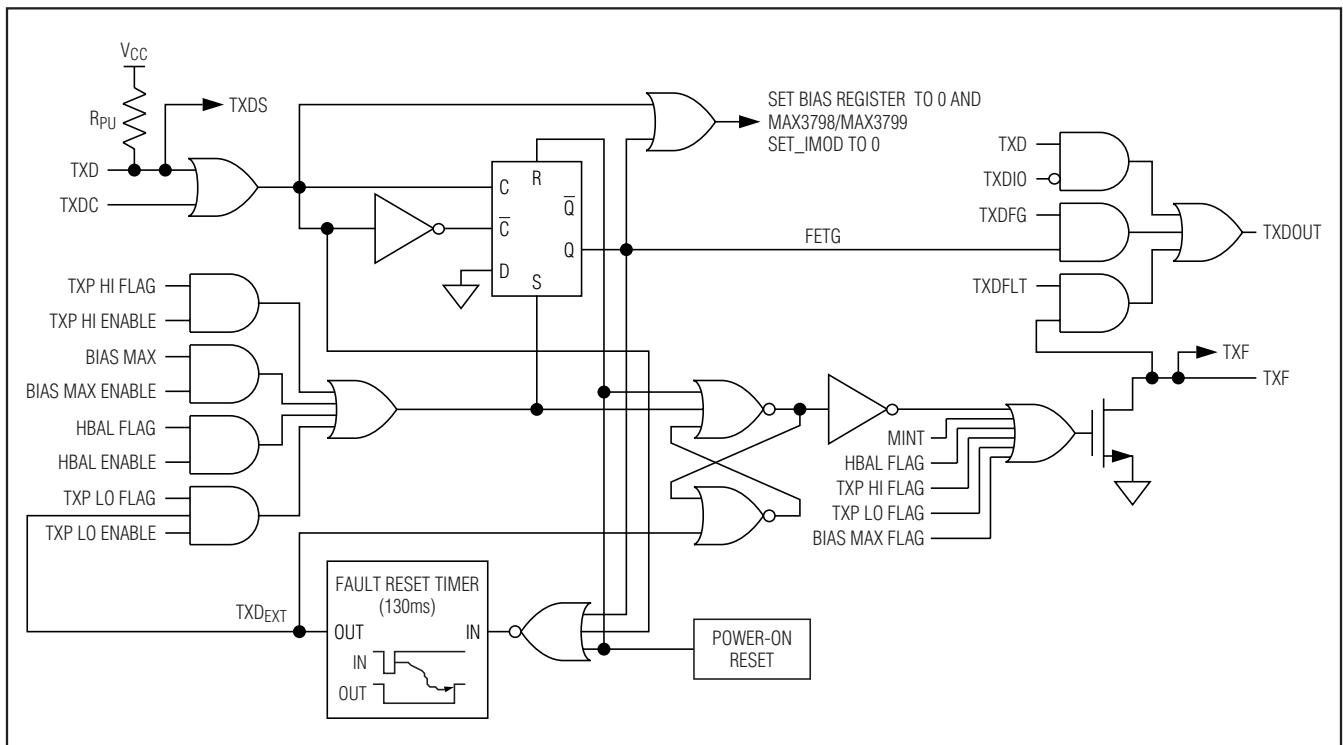 VCC
RPU
TXDS
TXD
TXDC
SET BIAS REGISTER TO 0 AND
MAX3798/MAX3799
SET_IMOD TO 0
R
C
Q
C
Q
D
S
FETG
TXD
TXDIO
TXDFG
TXDFLT
TXDOUT
TXP HI FLAG
TXP HI ENABLE
BIAS MAX
BIAS MAX ENABLE
HBAL FLAG
HBAL ENABLE
TXP LO FLAG
TXP LO ENABLE
TXF
TXF
MINT
HBAL FLAG
TXP HI FLAG
TXP LO FLAG
BIAS MAX FLAG
TXDEXT
FAULT RESET TIMER
(130ms)
OUT
IN
IN
OUT
POWER-ON
RESET